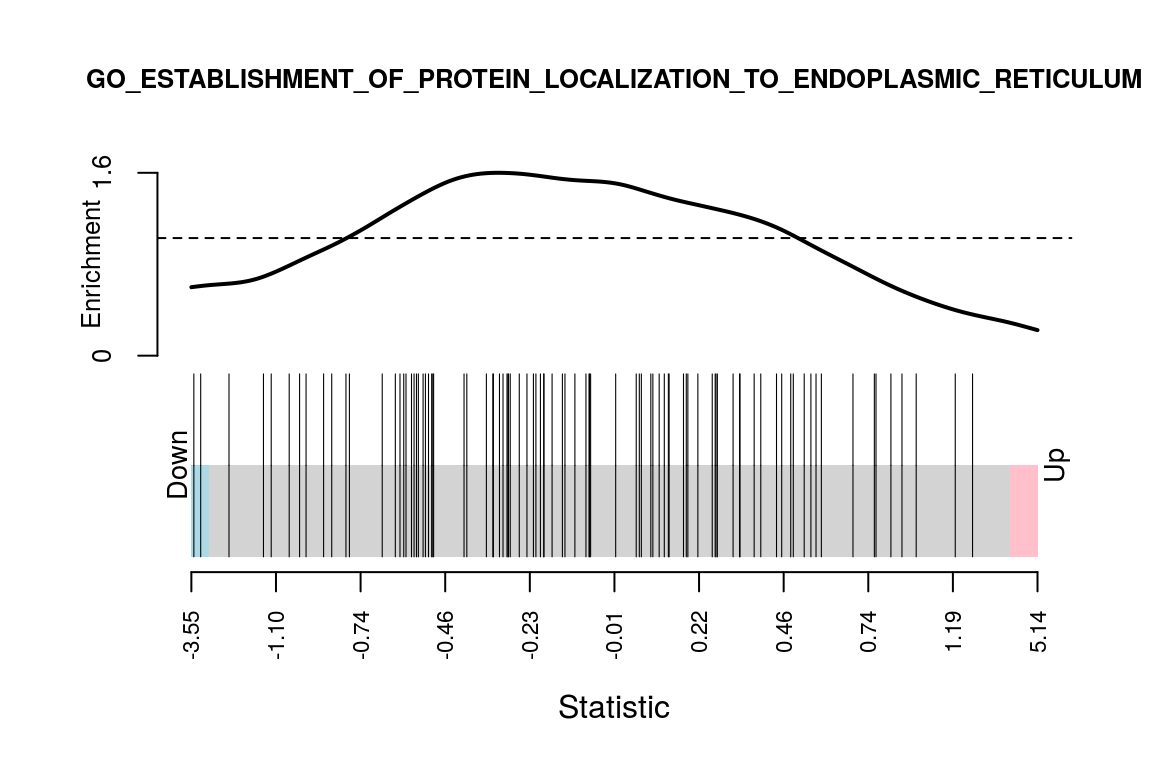 GO_ESTABLISHMENT_OF_PROTEIN_LOCALIZATION_TO_ENDOPLASMIC_RETICULUM
1.6
Enrichment
0
Down
Up
-3.55
-1.10
-0.74
-0.46
-0.23
-0.01
0.22
0.46
0.74
1.19
5.14
Statistic